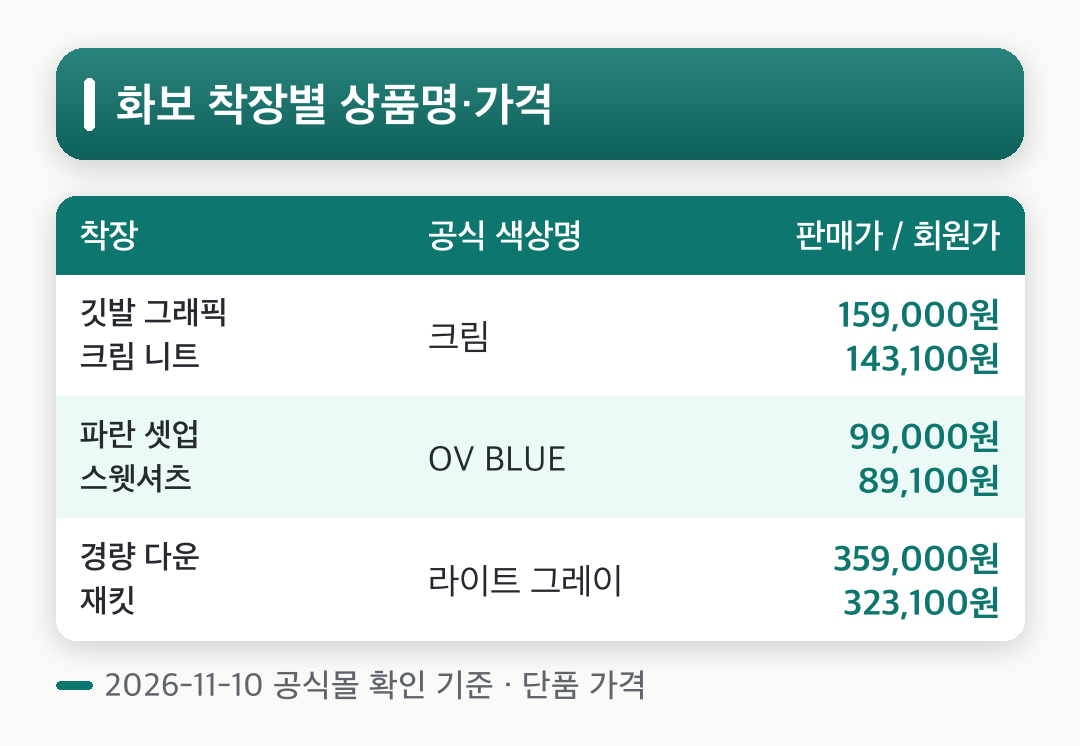 화보 착장별 상품명·가격
착장 공식 색상명 판매가 / 회원가
깃발 그래픽
크림 니트
크림
159,000원
143,100원
파란 셋업
스웻셔츠
OV BLUE
99,000원
89,100원
경량 다운
재킷
라이트 그레이
359,000원
323,100원
2026-11-10 공식몰 확인 기준 · 단품 가격